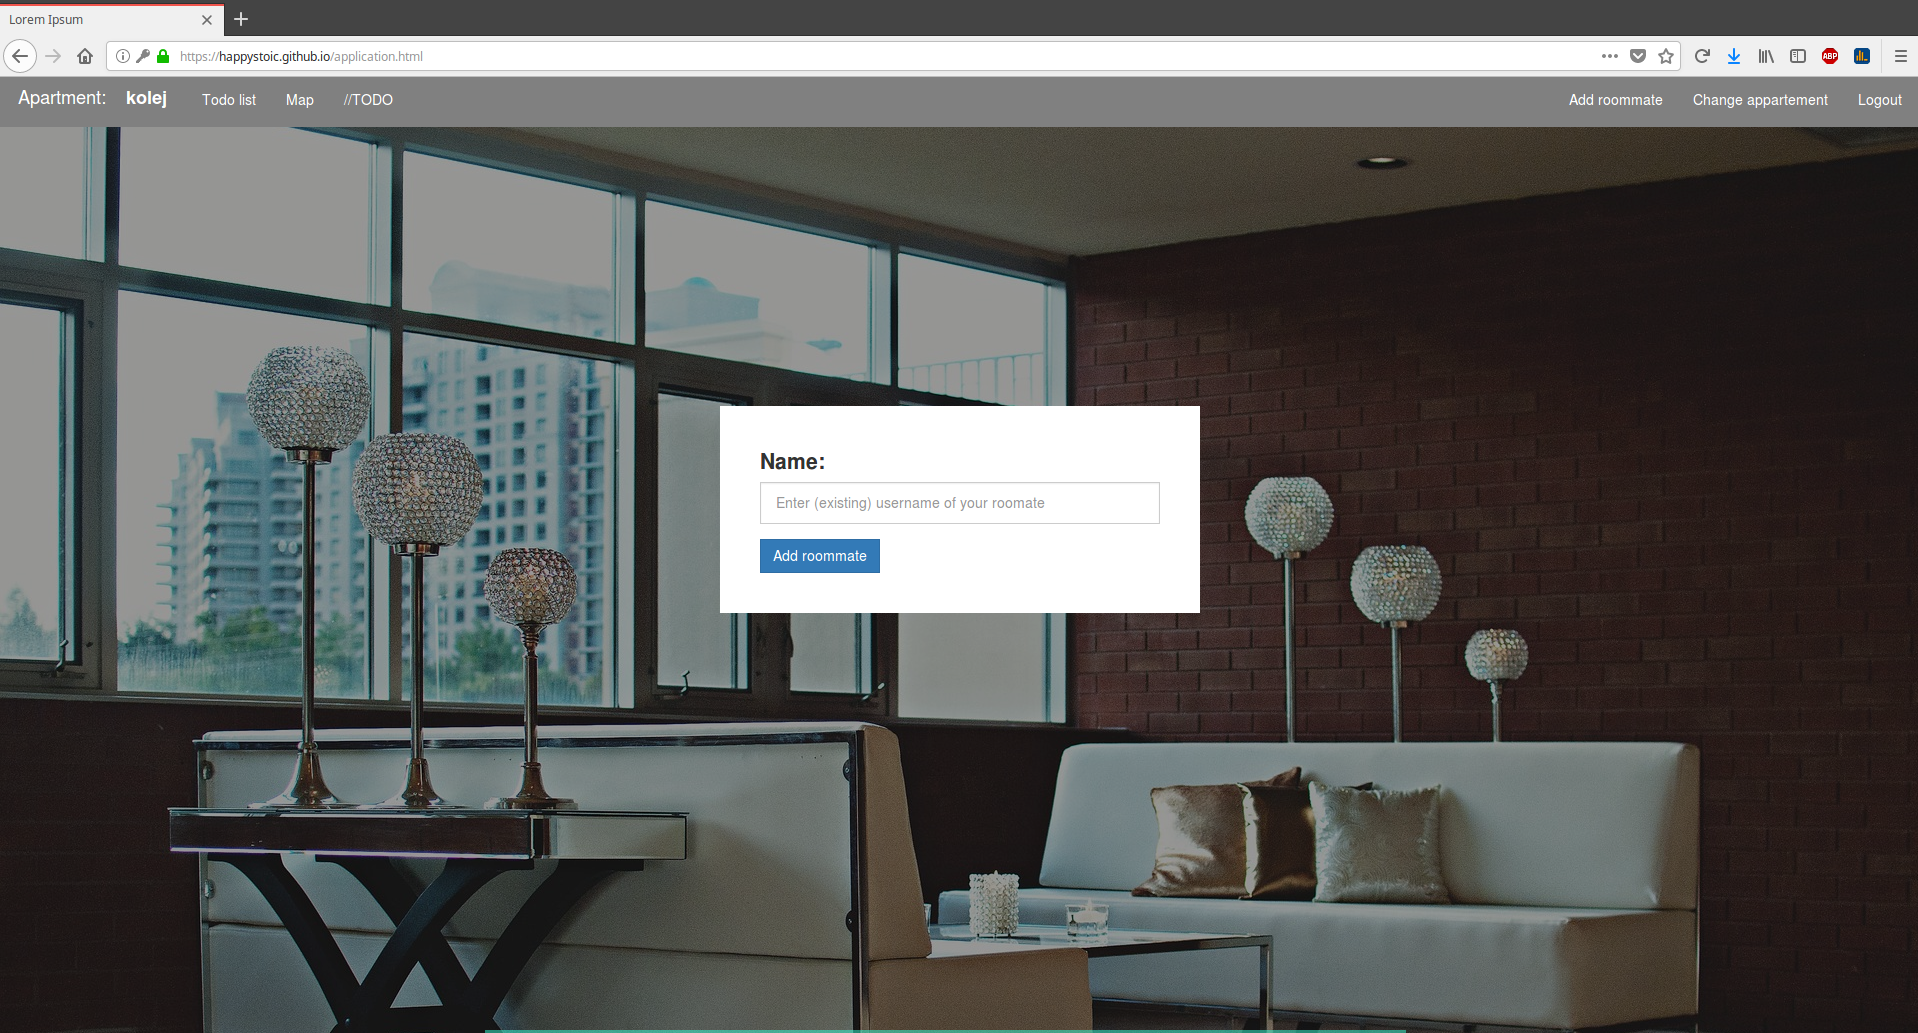 Lorem Ipsum
https://happystoic.github.io/application.html
ABP
Apartment: kolej Todo list Map //TODO Add roommate Change appartement Logout
Name:
Enter (existing) username of your roomate
Add roommate